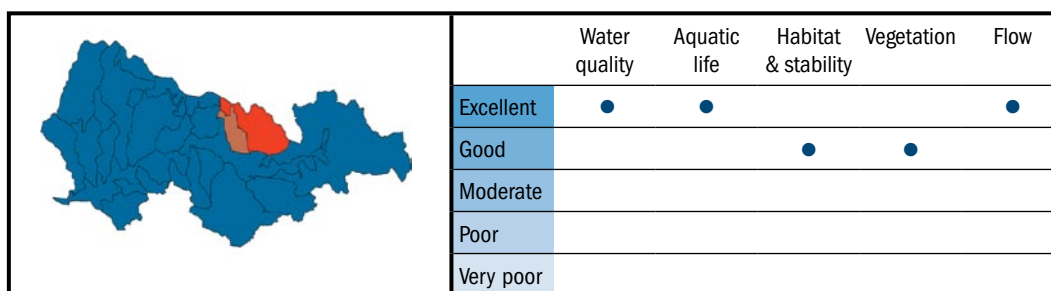 Water Aquatic Habitat Vegetation Flow
quality life & stability
Excellent
Good
Moderate
Poor
Very poor